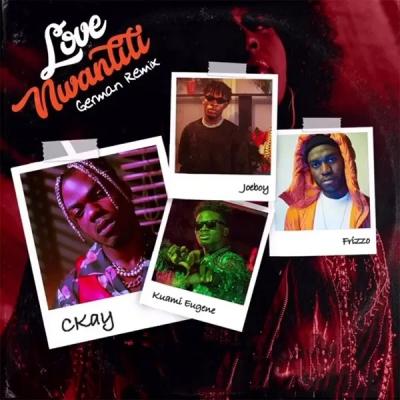 Love
Nwantiti
German Remix
Joeboy
Frizzo
Kuami Eugene
CKay